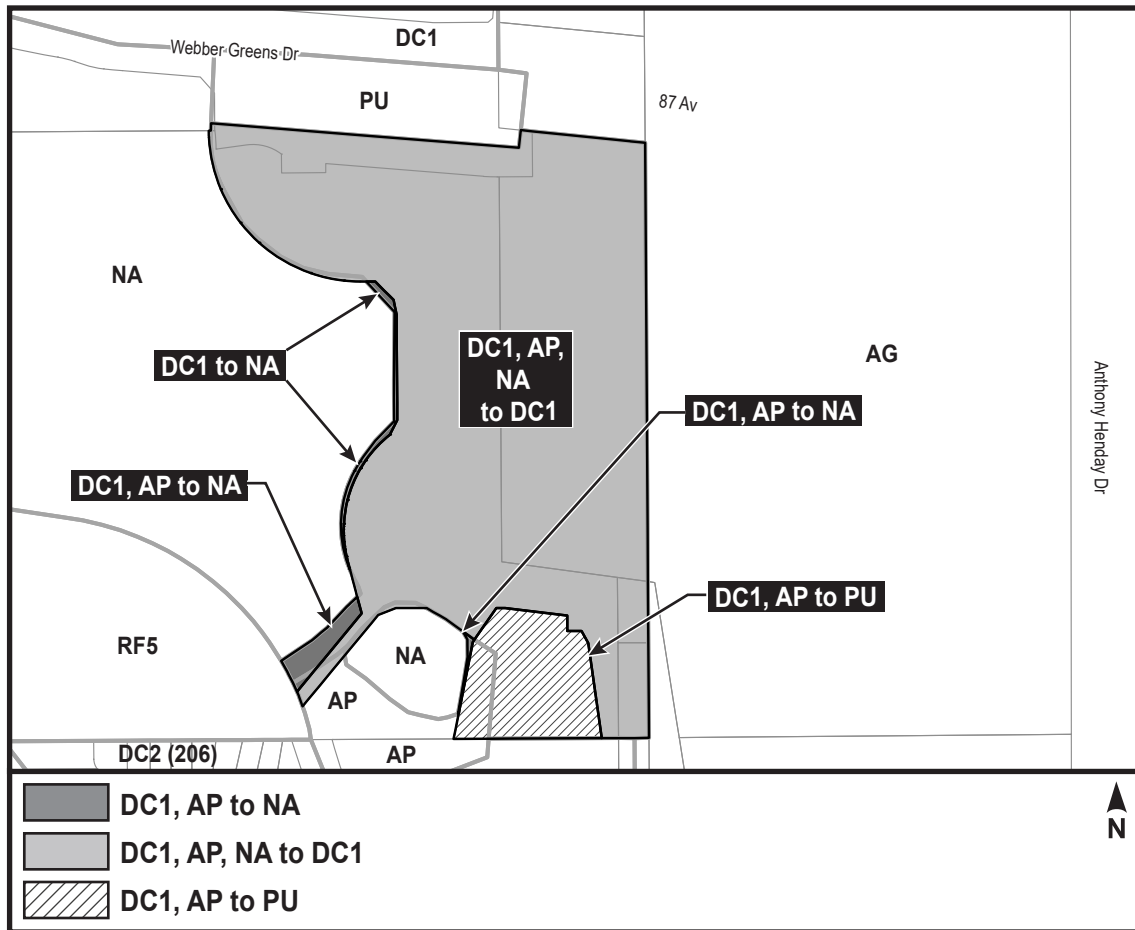 DC1
Webber Greens Dr
PU
87 Av
NA
DC1 to NA
DC1, AP,
NA
to DC1
AG
Anthony Henday Dr
DC1, AP to NA
DC1, AP to NA
DC1, AP to PU
RF5
NA
AP
DC2 (206)
AP
DC1, AP to NA
DC1, AP, NA to DC1
DC1, AP to PU
N